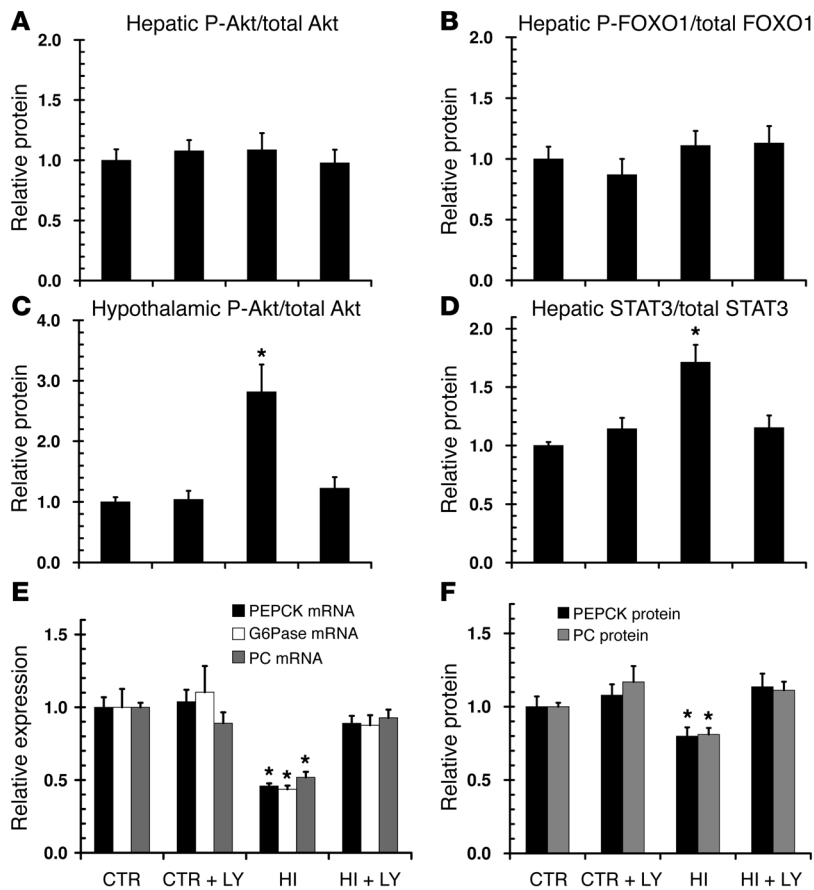 A Hepatic P-Akt/total Akt
Relative protein
2.0
1.5
1.0
0.5
0.0
B Hepatic P-FOXO1/total FOXO1
Relative protein
2.0
1.5
1.0
0.5
0.0
C Hypothalamic P-Akt/total Akt
Relative protein
4.0
3.0
2.0
1.0
0.0
*
D Hepatic STAT3/total STAT3
Relative protein
2.0
1.5
1.0
0.5
0.0
*
E
PEPCK mRNA
G6Pase mRNA
PC mRNA
Relative expression
1.5
1.0
0.5
0.0
* * *
CTR CTR + LY HI HI + LY
F
PEPCK protein
PC protein
Relative protein
1.5
1.0
0.5
0.0
* *
CTR CTR + LY HI HI + LY